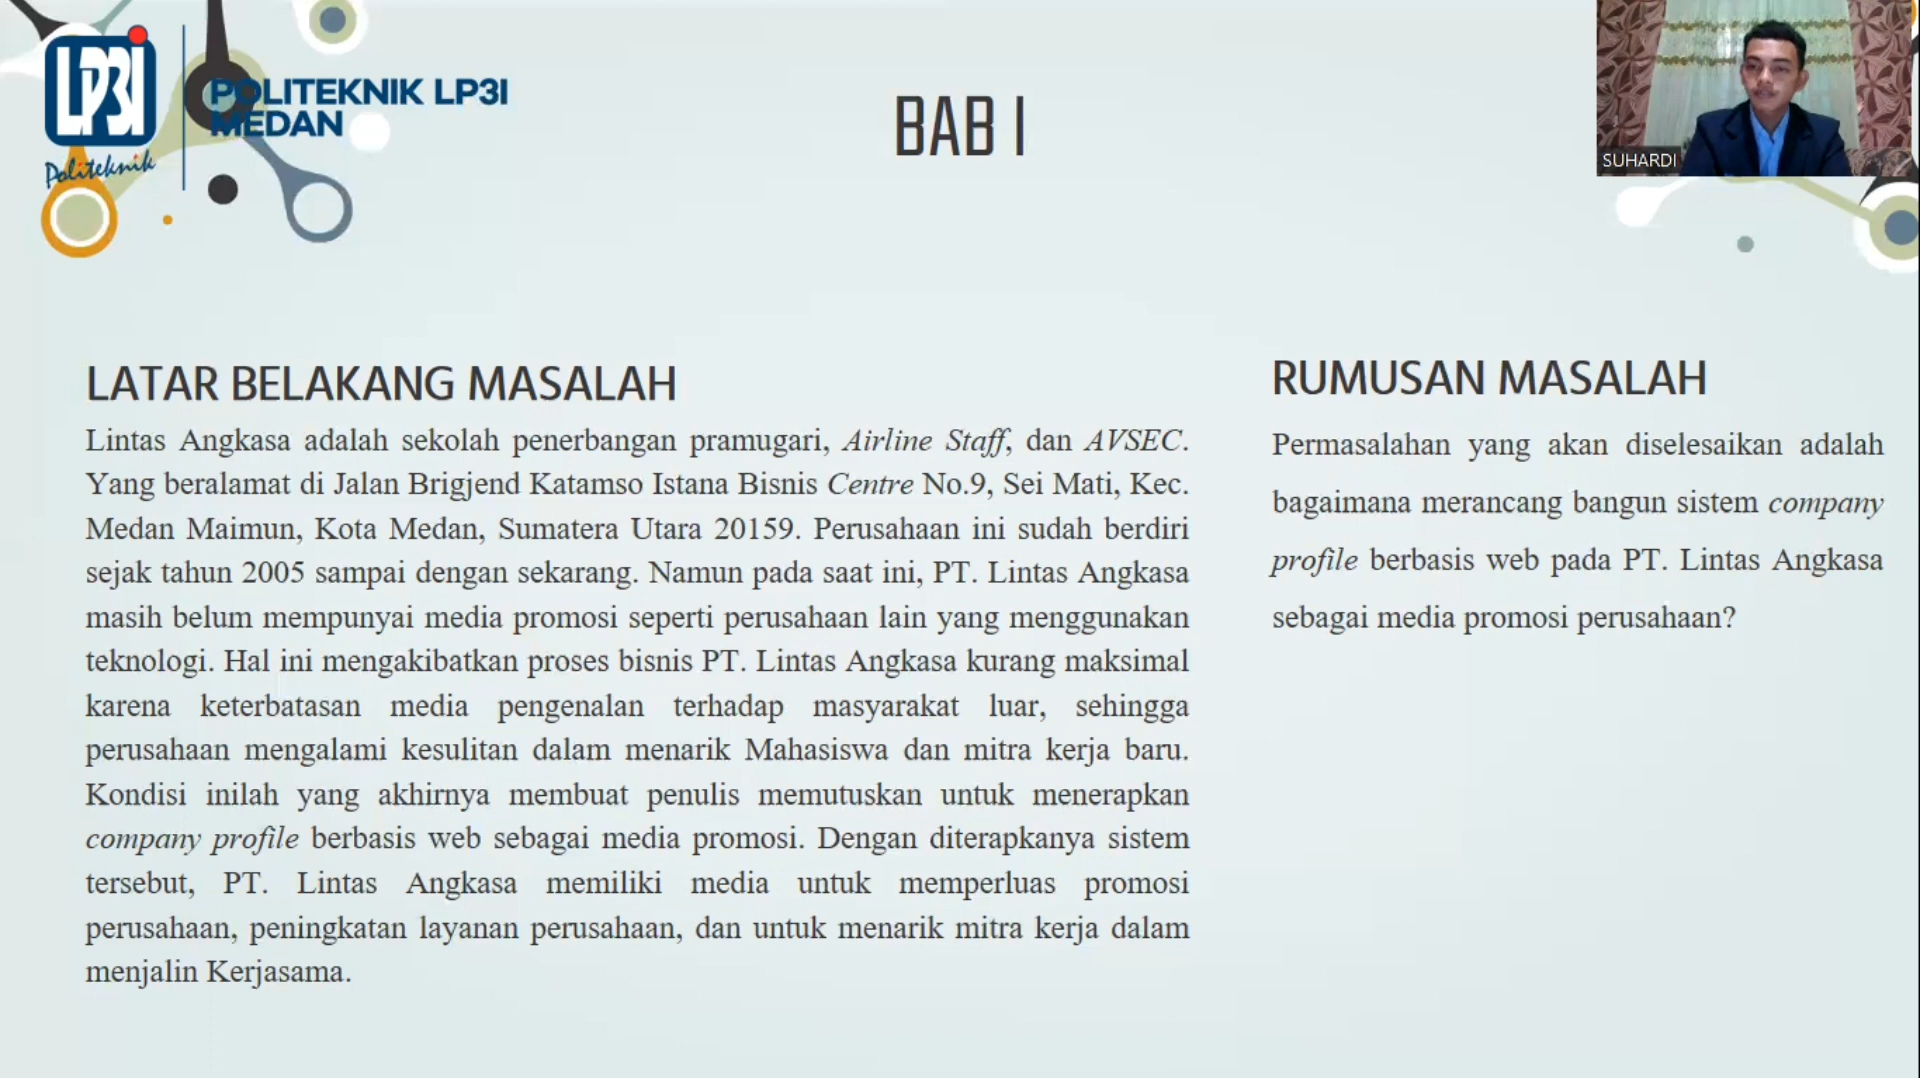 LP3I
Politeknik
POLITEKNIK LP3I
MEDAN
BAB I
SUHARDI
LATAR BELAKANG MASALAH
Lintas Angkasa adalah sekolah penerbangan pramugari, Airline Staff, dan AVSEC.
Yang beralamat di Jalan Brigjend Katamso Istana Bisnis Centre No.9, Sei Mati, Kec.
Medan Maimun, Kota Medan, Sumatera Utara 20159. Perusahaan ini sudah berdiri
sejak tahun 2005 sampai dengan sekarang. Namun pada saat ini, PT. Lintas Angkasa
masih belum mempunyai media promosi seperti perusahaan lain yang menggunakan
teknologi. Hal ini mengakibatkan proses bisnis PT. Lintas Angkasa kurang maksimal
karena keterbatasan media pengenalan terhadap masyarakat luar, sehingga
perusahaan mengalami kesulitan dalam menarik Mahasiswa dan mitra kerja baru.
Kondisi inilah yang akhirnya membuat penulis memutuskan untuk menerapkan
company profile berbasis web sebagai media promosi. Dengan diterapkanya sistem
tersebut, PT. Lintas Angkasa memiliki media untuk memperluas promosi
perusahaan, peningkatan layanan perusahaan, dan untuk menarik mitra kerja dalam
menjalin Kerjasama.
RUMUSAN MASALAH
Permasalahan yang akan diselesaikan adalah
bagaimana merancang bangun sistem company
profile berbasis web pada PT. Lintas Angkasa
sebagai media promosi perusahaan?